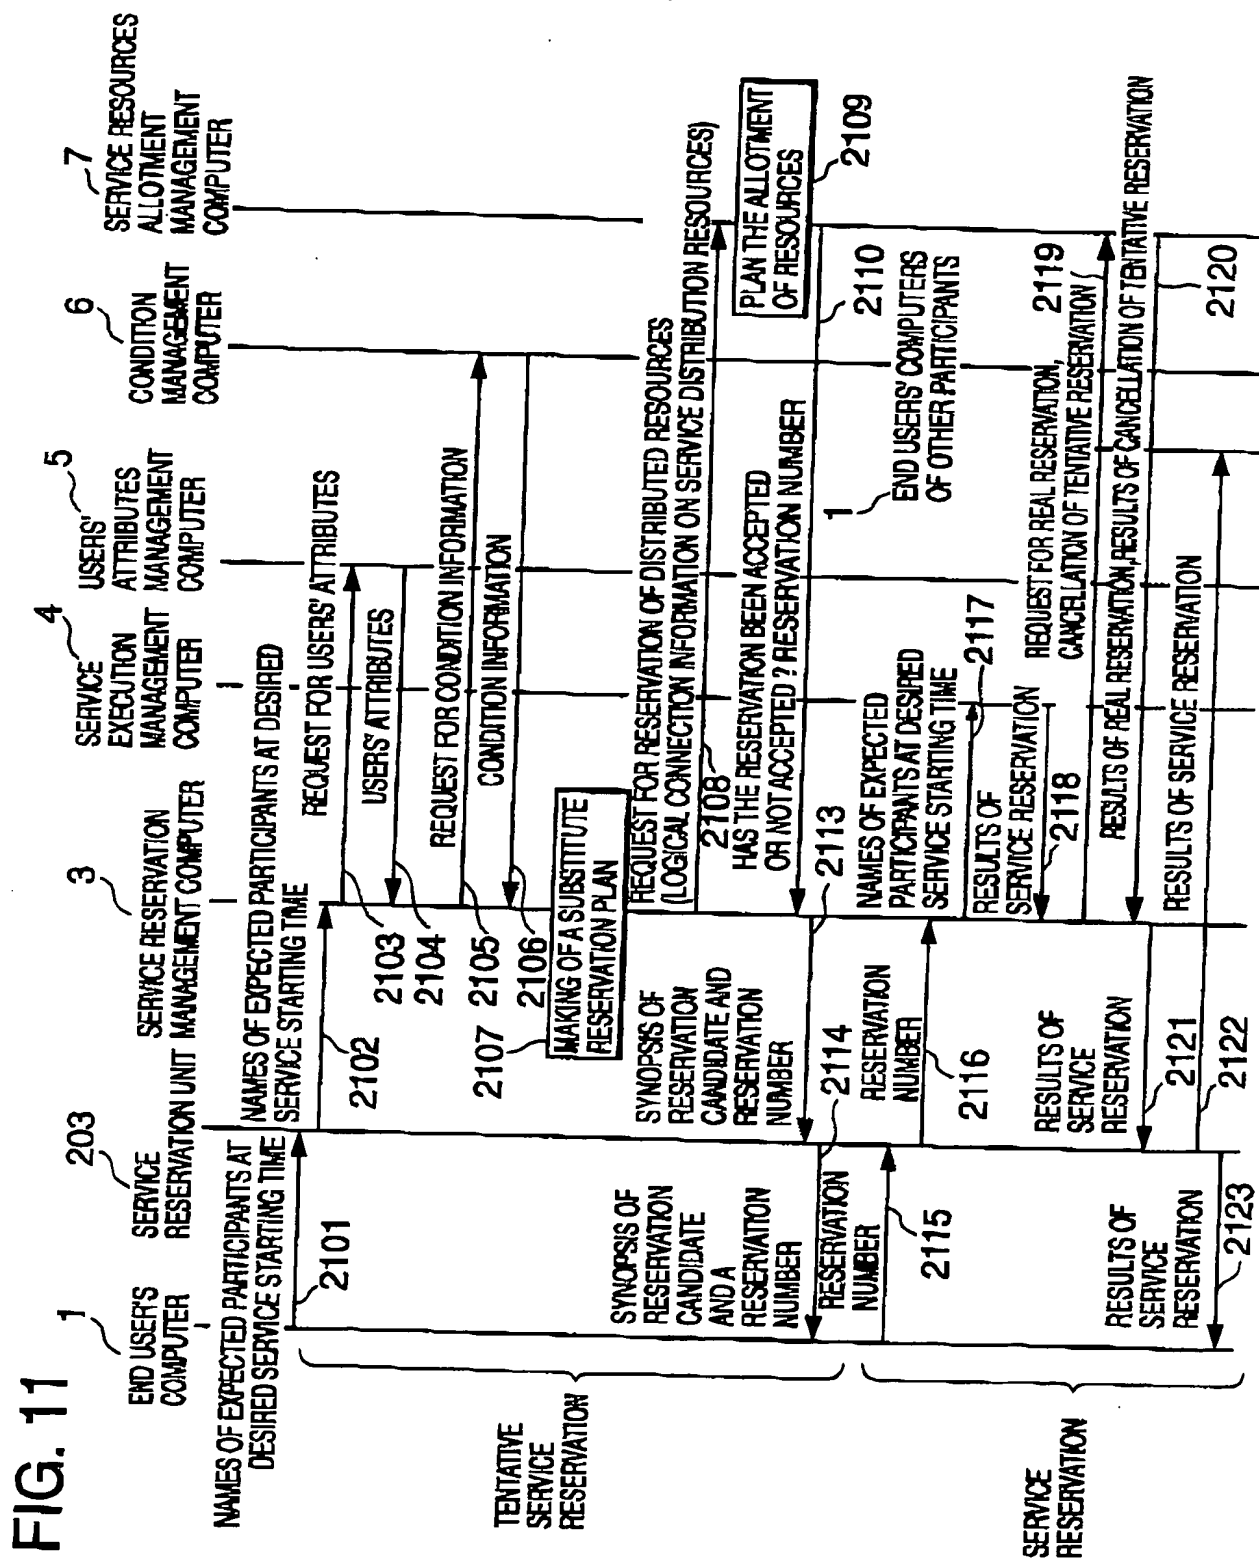 FIG. 11
1
END USER'S
COMPUTER
203
SERVICE
RESERVATION UNIT
3
SERVICE RESERVATION
MANAGEMENT COMPUTER
4
SERVICE
EXECUTION
MANAGEMENT
COMPUTER
5
USERS'
ATTRIBUTES
MANAGEMENT
COMPUTER
6
CONDITION
MANAGEMENT
COMPUTER
7
SERVICE RESOURCES
ALLOTMENT
MANAGEMENT
COMPUTER
NAMES OF EXPECTED PARTICIPANTS AT
DESIRED SERVICE STARTING TIME
2101
NAMES OF EXPECTED PARTICIPANTS AT DESIRED
SERVICE STARTING TIME
2102
REQUEST FOR USERS' ATTRIBUTES
2103
USERS' ATTRIBUTES
2104
REQUEST FOR CONDITION INFORMATION
2105
CONDITION INFORMATION
2106
2107
MAKING OF A SUBSTITUTE
RESERVATION PLAN
REQUEST FOR RESERVATION OF DISTRIBUTED RESOURCES
(LOGICAL CONNECTION INFORMATION ON SERVICE DISTRIBUTION RESOURCES)
2108
PLAN THE ALLOTMENT
OF RESOURCES
2109
HAS THE RESERVATION BEEN ACCEPTED
OR NOT ACCEPTED? RESERVATION NUMBER
2110
SYNOPSIS OF
RESERVATION
CANDIDATE AND
RESERVATION
NUMBER
2113
SYNOPSIS OF
RESERVATION
CANDIDATE
AND A
RESERVATION
NUMBER
2114
TENTATIVE
SERVICE
RESERVATION
RESERVATION
NUMBER
2115
RESERVATION
NUMBER
2116
NAMES OF EXPECTED
PARTICIPANTS AT DESIRED
SERVICE STARTING TIME
2117
1
END USERS' COMPUTERS
OF OTHER PARTICIPANTS
RESULTS OF
SERVICE RESERVATION
2118
REQUEST FOR REAL RESERVATION,
CANCELLATION OF TENTATIVE RESERVATION
2119
RESULTS OF REAL RESERVATION,RESULTS OF CANCELLATION OF TENTATIVE RESERVATION
2120
RESULTS OF
SERVICE
RESERVATION
2121
RESULTS OF SERVICE RESERVATION
2122
RESULTS OF
SERVICE
RESERVATION
2123
SERVICE
RESERVATION